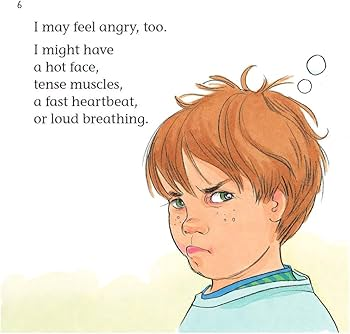 6
I may feel angry, too.
I might have
a hot face,
tense muscles,
a fast heartbeat,
or loud breathing.